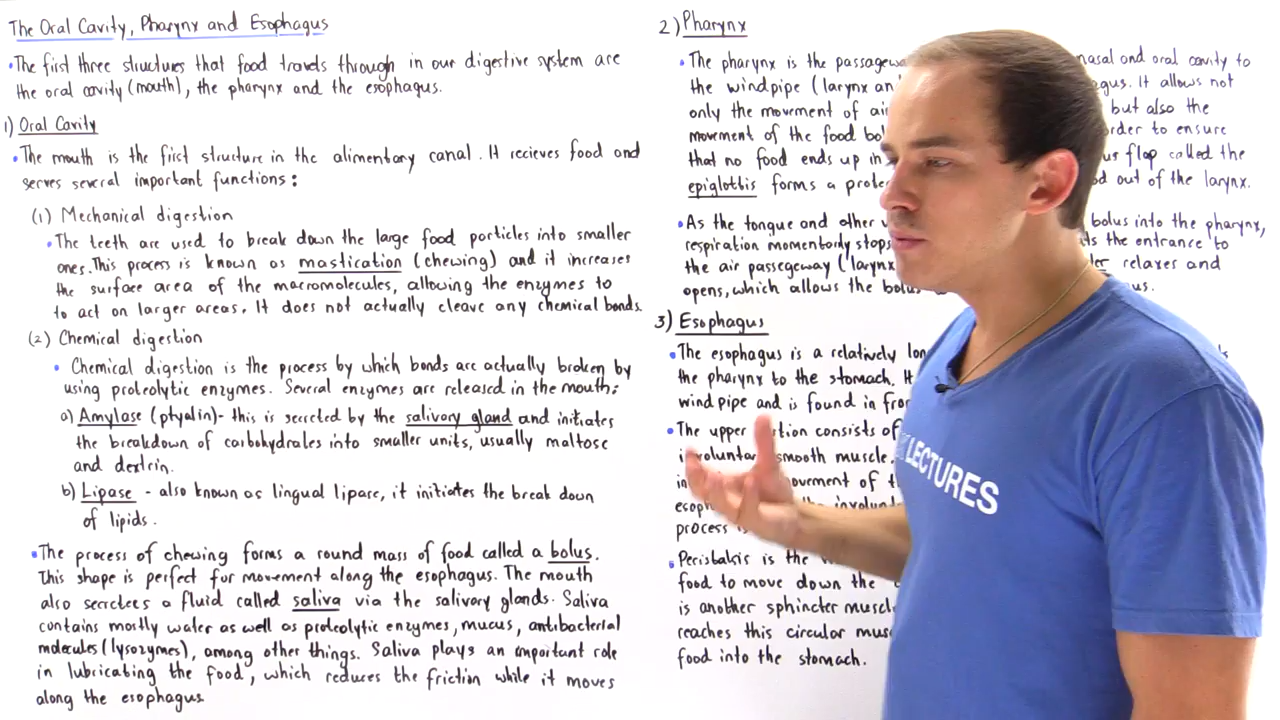 The Oral Cavity, Pharynx and Esophagus
•The first three structures that food travels through in our digestive system are
the oral cavity (mouth), the pharynx and the esophagus.
1) Oral Cavity
•The mouth is the first structure in the alimentary canal. It recieves food and
serves several important functions:
(1) Mechanical digestion
•The teeth are used to break down the large food particles into smaller
ones. This process is known as mastication (chewing) and it increases
the surface area of the macromolecules, allowing the enzymes to
to act on larger areas. It does not actually cleave any chemical bonds.
(2) Chemical digestion
•Chemical digestion is the process by which bonds are actually broken by
using proteolytic enzymes. Several enzymes are released in the mouth:
a) Amylase (ptyalin)- this is secreted by the salivary gland and initiates
the breakdown of carbohydrates into smaller units, usually maltose
and dextrin.
b) Lipase - also known as lingual lipase, it initiates the break down
of lipids.
•The process of chewing forms a round mass of food called a bolus.
This shape is perfect for movement along the esophagus. The mouth
also secretes a fluid called saliva via the salivary glands. Saliva
contains mostly water as well as proteolytic enzymes, mucus, antibacterial
molecules (lysozymes), among other things. Saliva plays an important role
in lubricating the food, which reduces the friction while it moves
along the esophagus.
2) Pharynx
•The pharynx is the passagewa nasal and oral cavity to
the windpipe (larynx an agus. It allows not
only the movement of air but also the
movement of the food bol order to ensure
that no food ends up in us flap called the
epiglottis forms a prote d out of the larynx.
•As the tongue and other bolus into the pharynx,
respiration momentarily stops ts the entrance to
the air passegeway (larynx relaxes and
opens, which allows the bolus us.
3) Esophagus
•The esophagus is a relatively lon
the pharynx to the stomach. It
wind pipe and is found in fron
•The upper tion consists of
involuntar smooth muscle.
in ovement of t
esoph involun
process is
•Peristalsis is the
food to move down the
is another sphincter muscl
reaches this circular mus
food into the stomach.
LECTURES